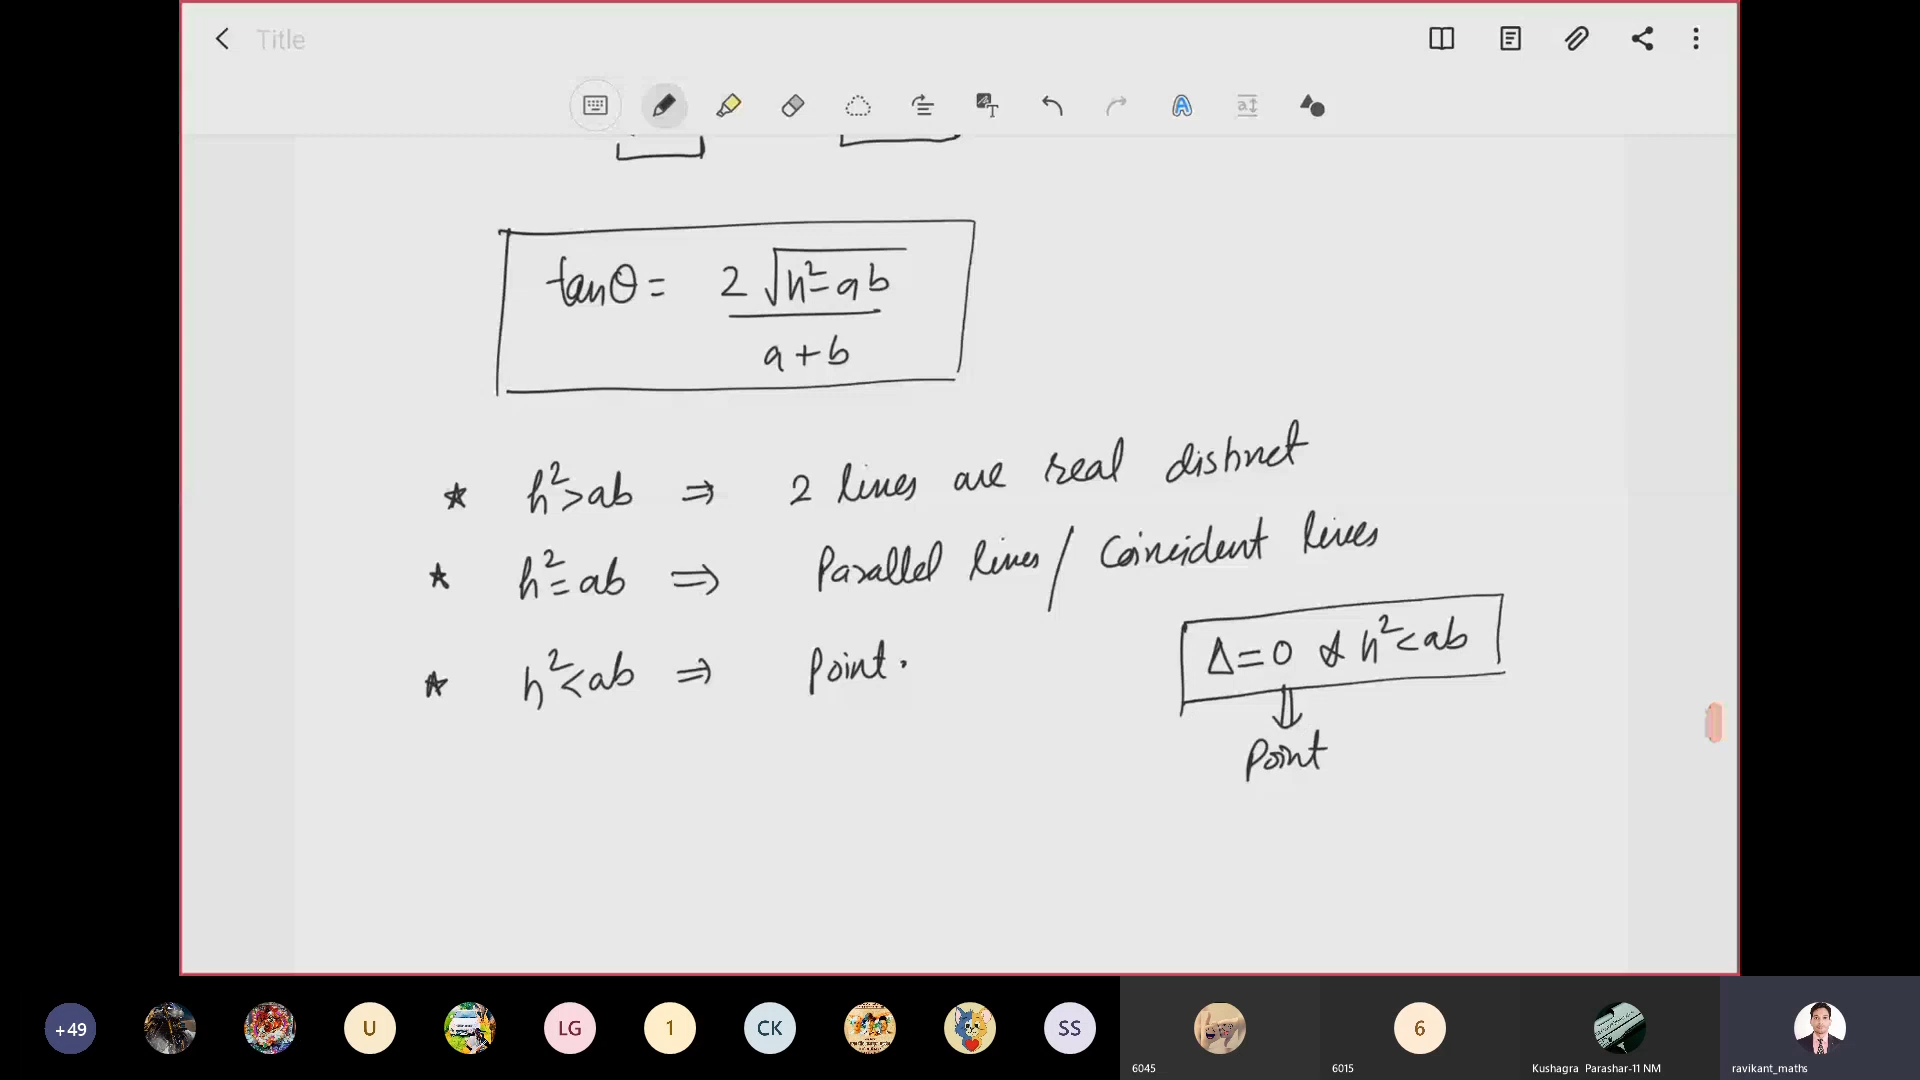 Title
tanθ = 2 √h²-ab
a+b
★ h²>ab ⇒ 2 lines are real distinct
★ h²=ab ⇒ Parallel lines / Coincident lines
★ h²<ab ⇒ Point.
Δ=0 & h²<ab
⇓
Point
+49
U
LG
1
CK
SS
6
6045
6015
Kushagra Parashar-11 NM
ravikant_maths